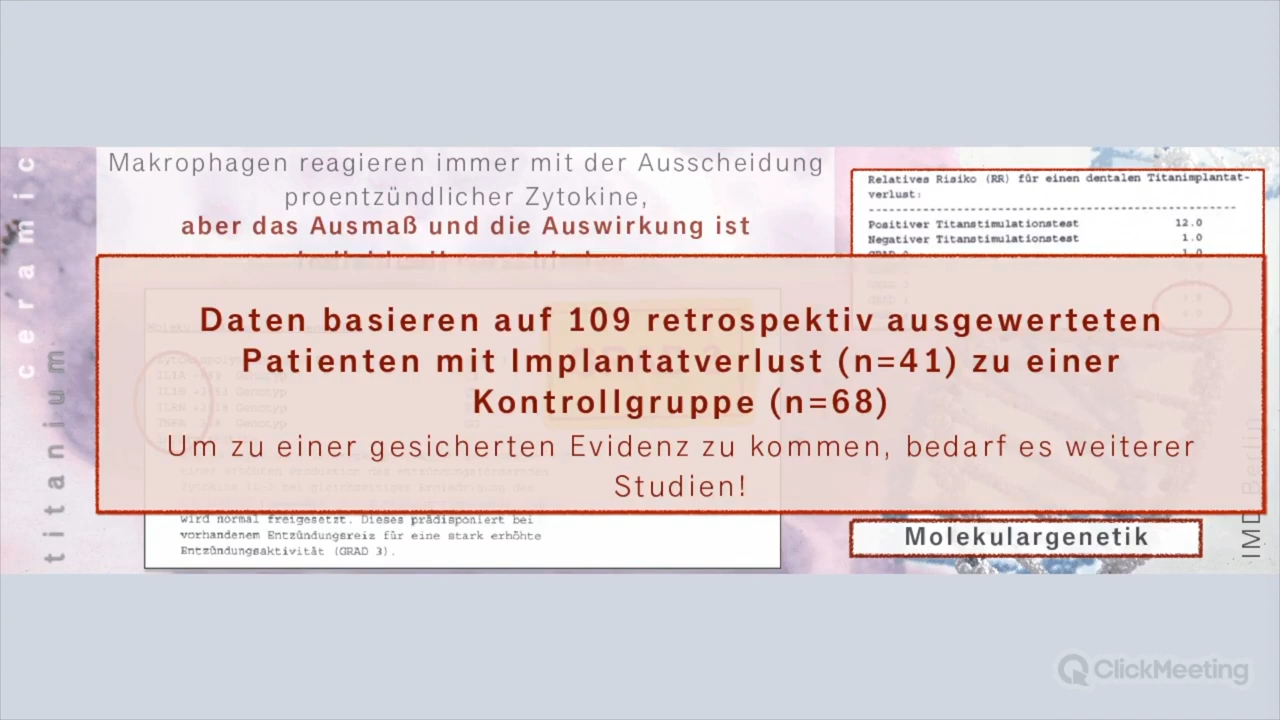 ceramic
titanium
Makrophagen reagieren immer mit der Ausscheidung
proentzündlicher Zytokine,
aber das Ausmaß und die Auswirkung ist
Relatives Risiko (RR) für einen dentalen Titanimplantat-
verlust:
Positiver Titanstimulationstest 12.0
Negativer Titanstimulationstest 1.0
Daten basieren auf 109 retrospektiv ausgewerteten
Patienten mit Implantatverlust (n=41) zu einer
Kontrollgruppe (n=68)
Um zu einer gesicherten Evidenz zu kommen, bedarf es weiterer
Studien!
wird normal freigesetzt. Dieses prädisponiert bei
vorhandenem Entzündungsreiz für eine stark erhöhte
Entzündungsaktivität (GRAD 3).
Molekulargenetik
IMD Berlin
ClickMeeting